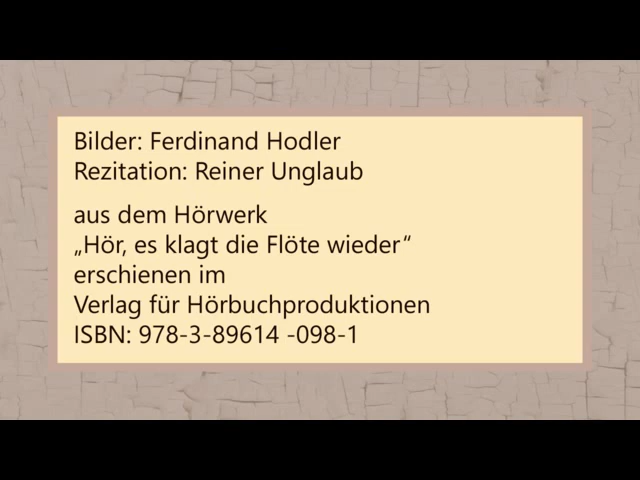 Bilder: Ferdinand Hodler
Rezitation: Reiner Unglaub
aus dem Hörwerk
„Hör, es klagt die Flöte wieder“
erschienen im
Verlag für Hörbuchproduktionen
ISBN: 978-3-89614 -098-1